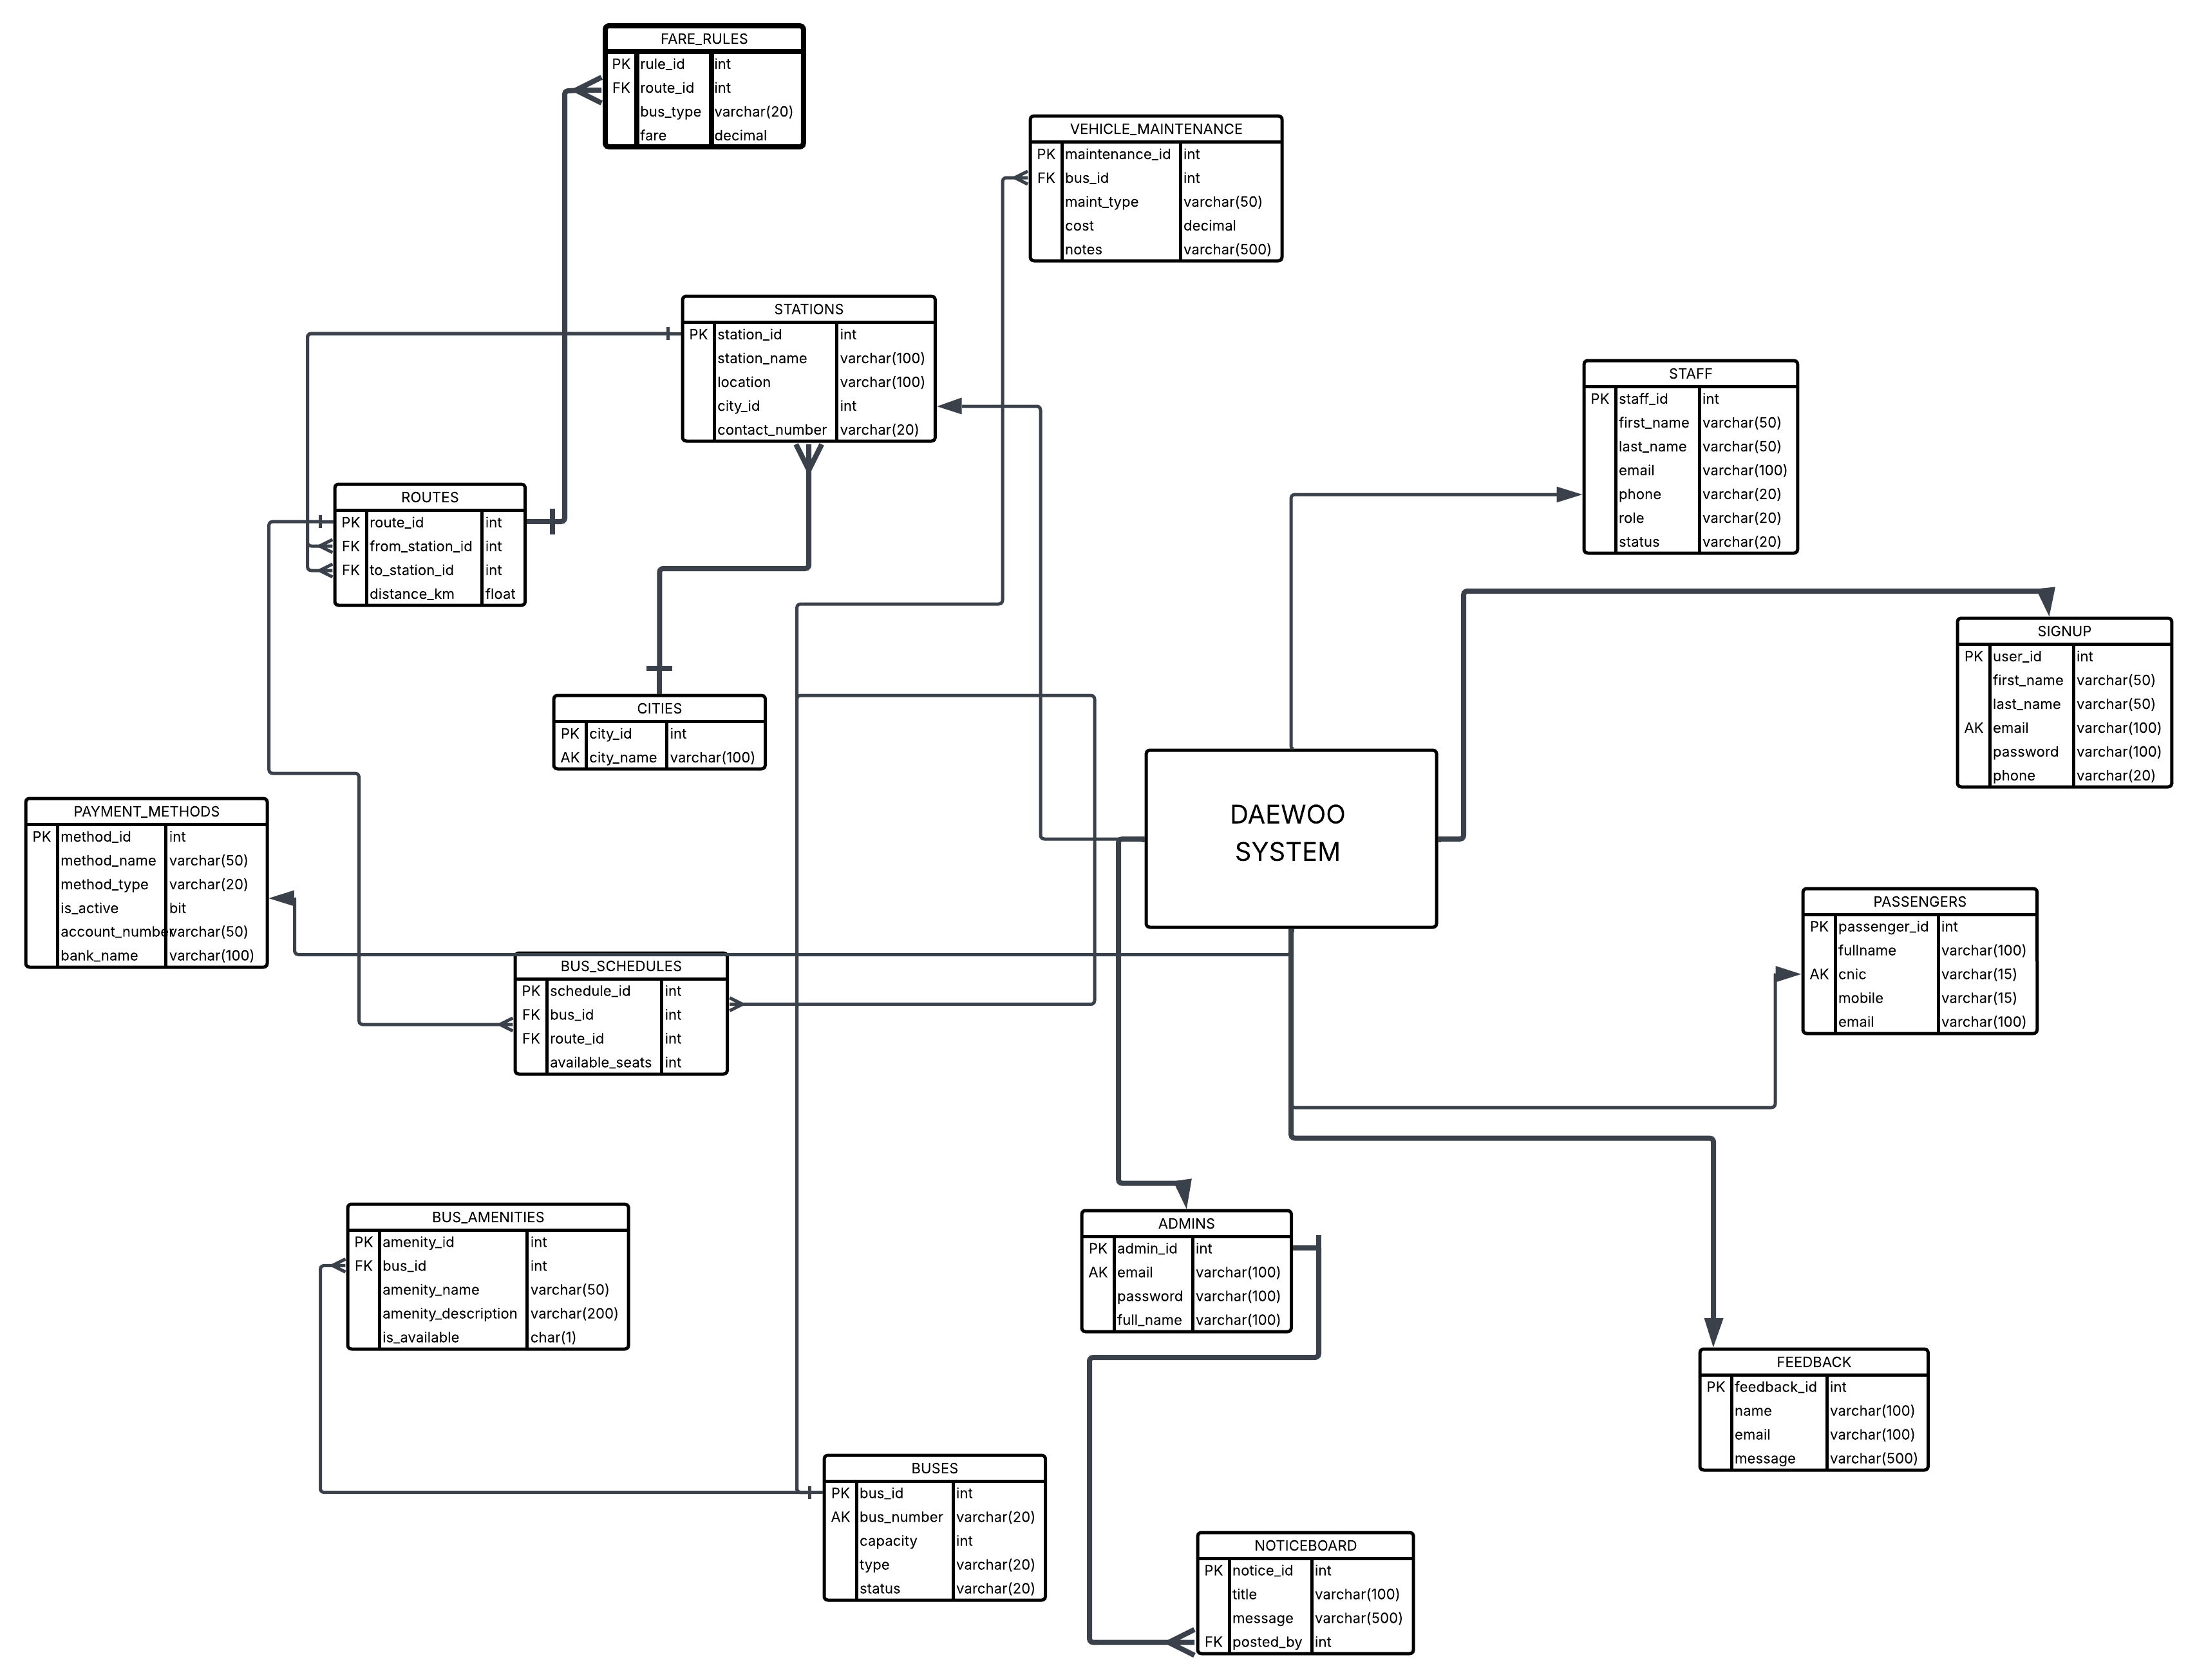 FARE_RULES
PK rule_id int
FK route_id int
bus_type varchar(20)
fare decimal
VEHICLE_MAINTENANCE
PK maintenance_id int
FK bus_id int
maint_type varchar(50)
cost decimal
notes varchar(500)
STATIONS
PK station_id int
station_name varchar(100)
location varchar(100)
city_id int
contact_number varchar(20)
STAFF
PK staff_id int
first_name varchar(50)
last_name varchar(50)
email varchar(100)
phone varchar(20)
role varchar(20)
status varchar(20)
ROUTES
PK route_id int
FK from_station_id int
FK to_station_id int
distance_km float
SIGNUP
PK user_id int
first_name varchar(50)
last_name varchar(50)
AK email varchar(100)
password varchar(100)
phone varchar(20)
CITIES
PK city_id int
AK city_name varchar(100)
DAEWOO
SYSTEM
PAYMENT_METHODS
PK method_id int
method_name varchar(50)
method_type varchar(20)
is_active bit
account_number varchar(50)
bank_name varchar(100)
PASSENGERS
PK passenger_id int
fullname varchar(100)
AK cnic varchar(15)
mobile varchar(15)
email varchar(100)
BUS_SCHEDULES
PK schedule_id int
FK bus_id int
FK route_id int
available_seats int
BUS_AMENITIES
PK amenity_id int
FK bus_id int
amenity_name varchar(50)
amenity_description varchar(200)
is_available char(1)
ADMINS
PK admin_id int
AK email varchar(100)
password varchar(100)
full_name varchar(100)
FEEDBACK
PK feedback_id int
name varchar(100)
email varchar(100)
message varchar(500)
BUSES
PK bus_id int
AK bus_number varchar(20)
capacity int
type varchar(20)
status varchar(20)
NOTICEBOARD
PK notice_id int
title varchar(100)
message varchar(500)
FK posted_by int